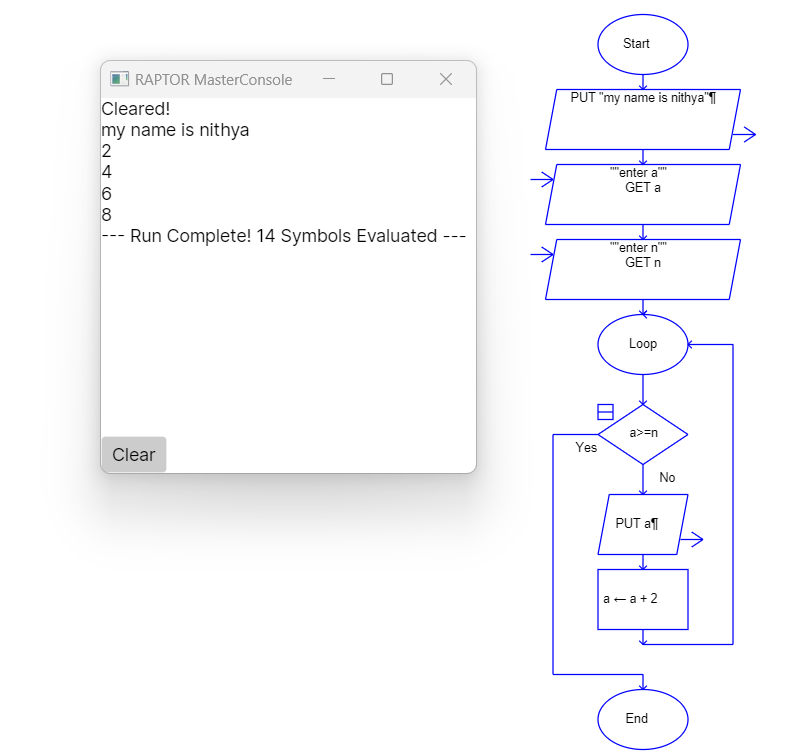 RAPTOR MasterConsole
Cleared!
my name is nithya
2
4
6
8
--- Run Complete! 14 Symbols Evaluated ---
Clear
Start
PUT "my name is nithya"¶
""enter a""
GET a
""enter n""
GET n
Loop
a>=n
Yes
No
PUT a¶
a ← a + 2
End